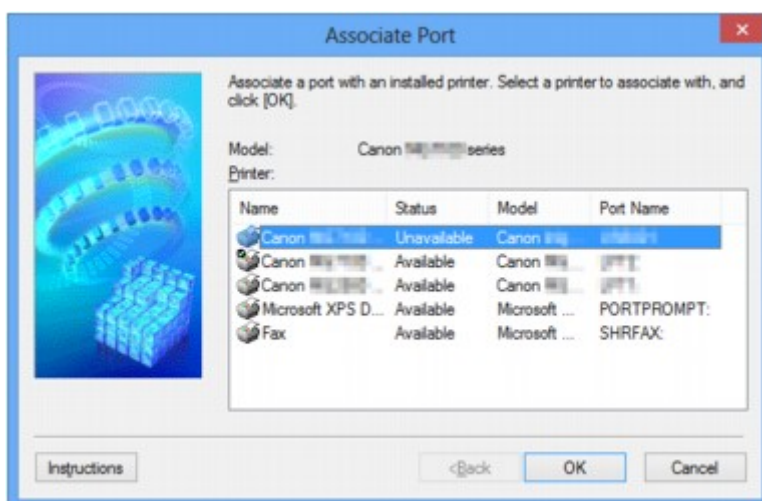 Associate Port
Associate a port with an installed printer. Select a printer to associate with, and
click [OK].
Model: Canon series
Printer:
Name Status Model Port Name
Canon Unavailable Canon
Canon ... Available Canon ...
Canon ... Available Canon ...
Microsoft XPS D... Available Microsoft ... PORTPROMPT:
Fax Available Microsoft ... SHRFAX:
Instructions <Back OK Cancel